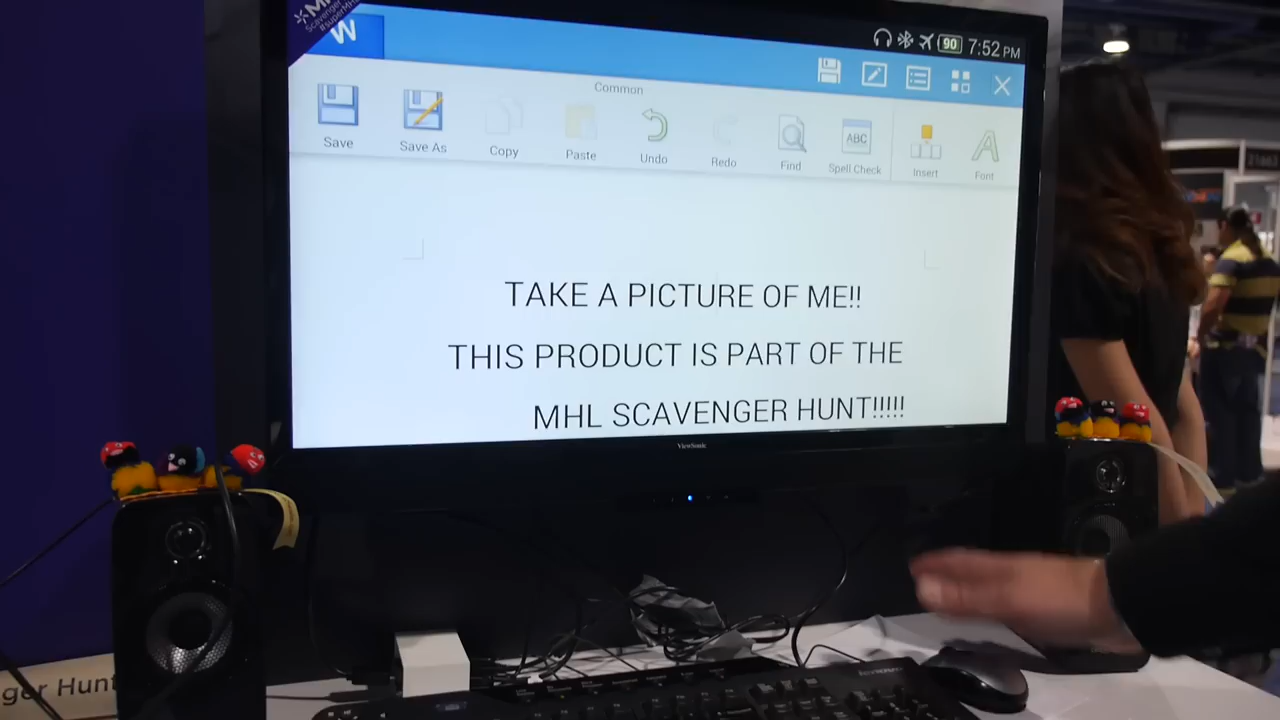 W
90 7:52 PM
Common
Save
Save As
Copy
Paste
Undo
Redo
Find
ABC
Spell Check
Insert
Font
TAKE A PICTURE OF ME!!
THIS PRODUCT IS PART OF THE
MHL SCAVENGER HUNT!!!!!
ViewSonic
ger Hunt